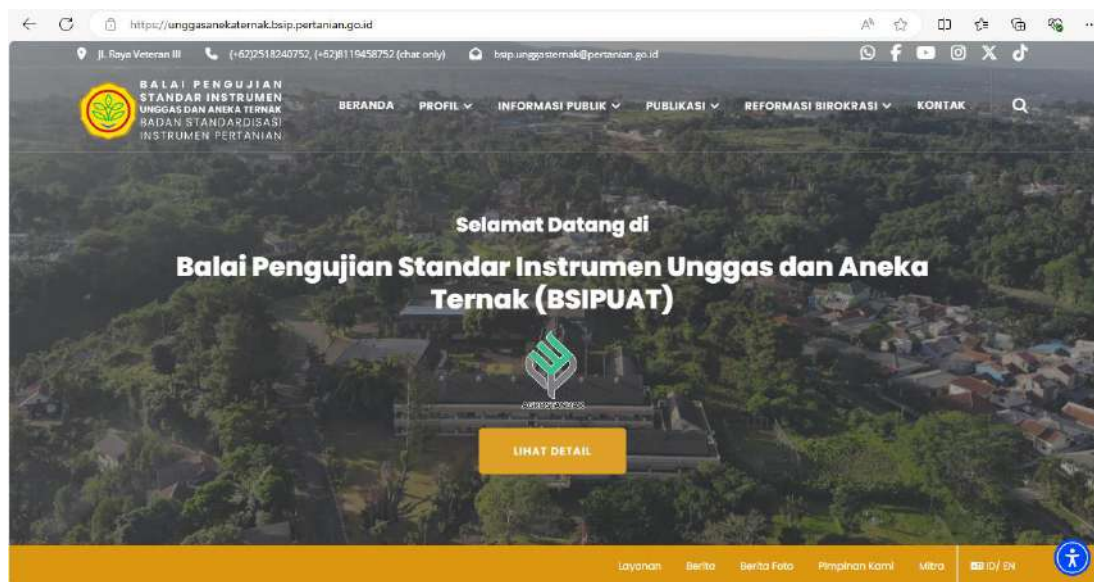 https://unggasanekaternak.bsip.pertanian.go.id
Jl. Raya Veteran III (+62)2518240752, (+62)8119458752 (chat only) bsip.unggasternak@pertanian.go.id
BALAI PENGUJIAN
STANDAR INSTRUMEN
UNGGAS DAN ANEKA TERNAK
BADAN STANDARDISASI
INSTRUMEN PERTANIAN
BERANDA PROFIL INFORMASI PUBLIK PUBLIKASI REFORMASI BIROKRASI KONTAK
Selamat Datang di
Balai Pengujian Standar Instrumen Unggas dan Aneka
Ternak (BSIPUAT)
AGROSTANDAR
LIHAT DETAIL
Layanan Berita Berita Foto Pimpinan Kami Mitra ID/ EN